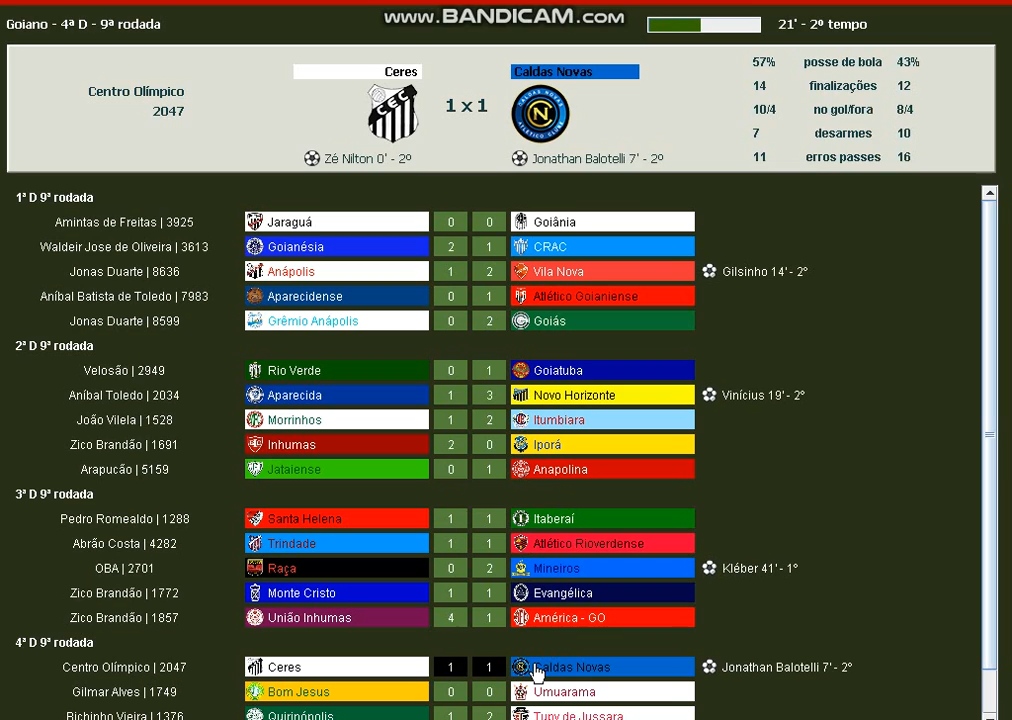 www.BANDICAM.com
Goiano - 4ª D - 9ª rodada 21' - 2º tempo
Ceres Caldas Novas
Centro Olímpico
2047
1 x 1
57% posse de bola 43%
14 finalizações 12
10/4 no gol/fora 8/4
7 desarmes 10
11 erros passes 16
Zé Nilton 0' - 2º Jonathan Balotelli 7' - 2º
1ª D 9ª rodada
Amintas de Freitas | 3925 Jaraguá 0 0 Goiânia
Waldeir Jose de Oliveira | 3613 Goianésia 2 1 CRAC
Jonas Duarte | 8636 Anápolis 1 2 Vila Nova Gilsinho 14' - 2º
Aníbal Batista de Toledo | 7983 Aparecidense 0 1 Atlético Goianiense
Jonas Duarte | 8599 Grêmio Anápolis 0 2 Goiás
2ª D 9ª rodada
Velosão | 2949 Rio Verde 0 1 Goiatuba
Aníbal Toledo | 2034 Aparecida 1 3 Novo Horizonte Vinícius 19' - 2º
João Vilela | 1528 Morrinhos 1 2 Itumbiara
Zico Brandão | 1691 Inhumas 2 0 Iporá
Arapucão | 5159 Jataiense 0 1 Anapolina
3ª D 9ª rodada
Pedro Romealdo | 1288 Santa Helena 1 1 Itaberaí
Abrão Costa | 4282 Trindade 1 1 Atlético Rioverdense
OBA | 2701 Raça 0 2 Mineiros Kléber 41' - 1º
Zico Brandão | 1772 Monte Cristo 1 1 Evangélica
Zico Brandão | 1857 União Inhumas 4 1 América - GO
4ª D 9ª rodada
Centro Olímpico | 2047 Ceres 1 1 Caldas Novas Jonathan Balotelli 7' - 2º
Gilmar Alves | 1749 Bom Jesus 0 0 Umuarama
Bichinho Vieira | 1376 Quirinópolis 1 2 Tupy de Jussara